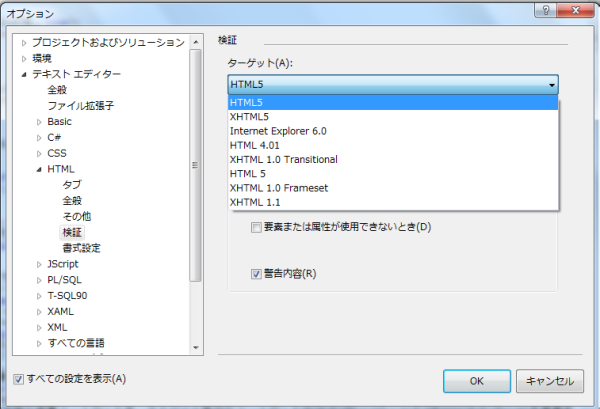 オプション
プロジェクトおよびソリューション
環境
テキスト エディター
全般
ファイル拡張子
Basic
C#
CSS
HTML
タブ
全般
その他
検証
書式設定
JScript
PL/SQL
T-SQL90
XAML
XML
すべての言語
すべての設定を表示(A)
検証
ターゲット(A):
HTML5
HTML5
XHTML5
Internet Explorer 6.0
HTML 4.01
XHTML 1.0 Transitional
HTML 5
XHTML 1.0 Frameset
XHTML 1.1
要素または属性が使用できないとき(D)
警告内容(R)
OK
キャンセル